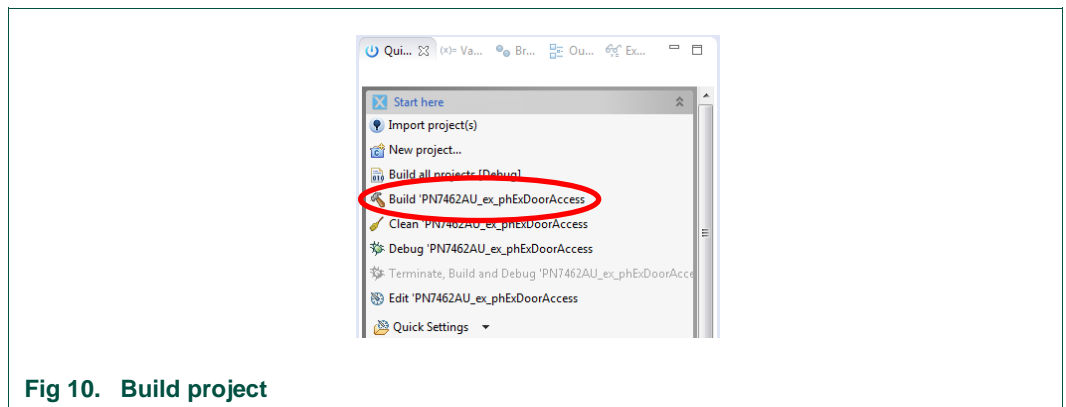 Qui... (x)= Va... Br... Ou... Ex...
Start here
Import project(s)
New project...
Build all projects [Debug]
Build 'PN7462AU_ex_phExDoorAccess
Clean 'PN7462AU_ex_phExDoorAccess
Debug 'PN7462AU_ex_phExDoorAccess
Terminate, Build and Debug 'PN7462AU_ex_phExDoorAcce
Edit 'PN7462AU_ex_phExDoorAccess
Quick Settings
Fig 10. Build project